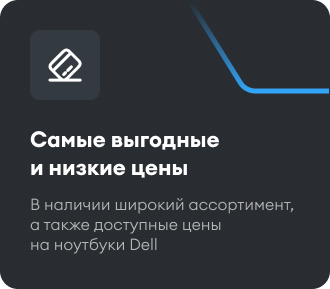 Самые выгодные
и низкие цены
В наличии широкий ассортимент,
а также доступные цены
на ноутбуки Dell